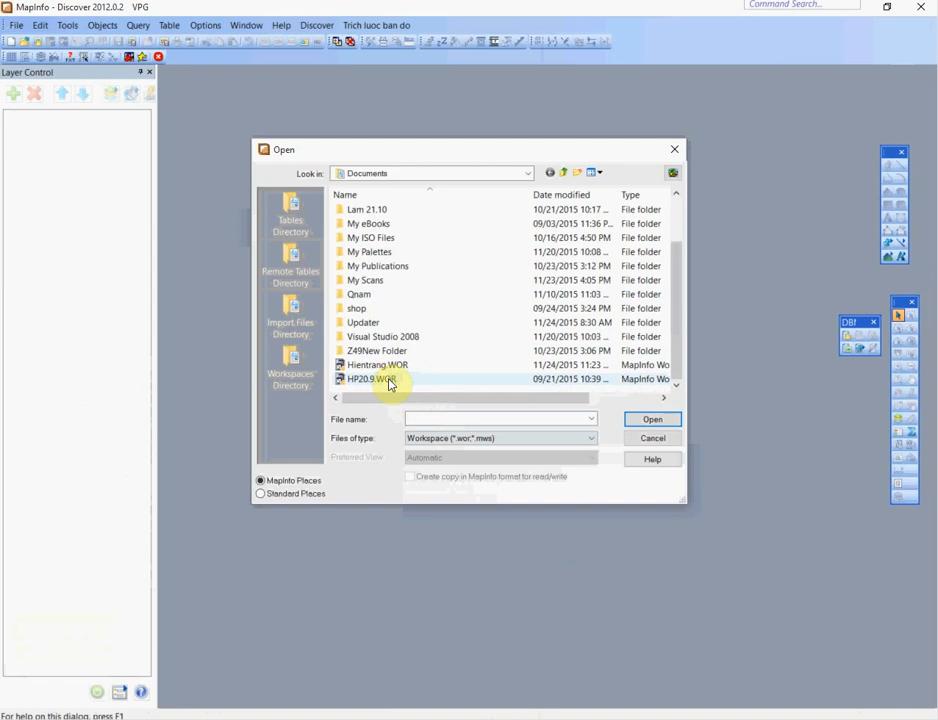 MapInfo - Discover 2012.0.2   VPG
Command Search...
File Edit Tools Objects Query Table Options Window Help Discover Trich luoc ban do
Layer Control
Open
Look in: Documents
Name Date modified Type
Lam 21.10 10/21/2015 10:17 ... File folder
My eBooks 09/03/2015 11:36 P... File folder
My ISO Files 10/16/2015 4:50 PM File folder
My Palettes 11/20/2015 10:08 ... File folder
My Publications 10/23/2015 3:12 PM File folder
My Scans 11/23/2015 4:05 PM File folder
Qnam 11/10/2015 11:03 ... File folder
shop 09/24/2015 3:24 PM File folder
Updater 11/24/2015 8:30 AM File folder
Visual Studio 2008 11/20/2015 10:03 ... File folder
Z49New Folder 10/23/2015 3:06 PM File folder
Hientrang.WOR 11/24/2015 11:23 ... MapInfo Wo
HP20.9.WOR 09/21/2015 10:39 ... MapInfo Wo
Tables
Directory
Remote Tables
Directory
Import Files
Directory
Workspaces
Directory
File name:
Open
Files of type: Workspace (*.wor;*.mws)
Cancel
Preferred View Automatic
Help
Create copy in MapInfo format for read/write
MapInfo Places
Standard Places
For help on this dialog, press F1